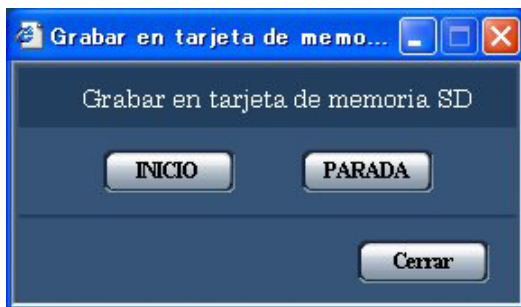 Grabar en tarjeta de memo...
Grabar en tarjeta de memoria SD
INICIO PARADA
Cerrar